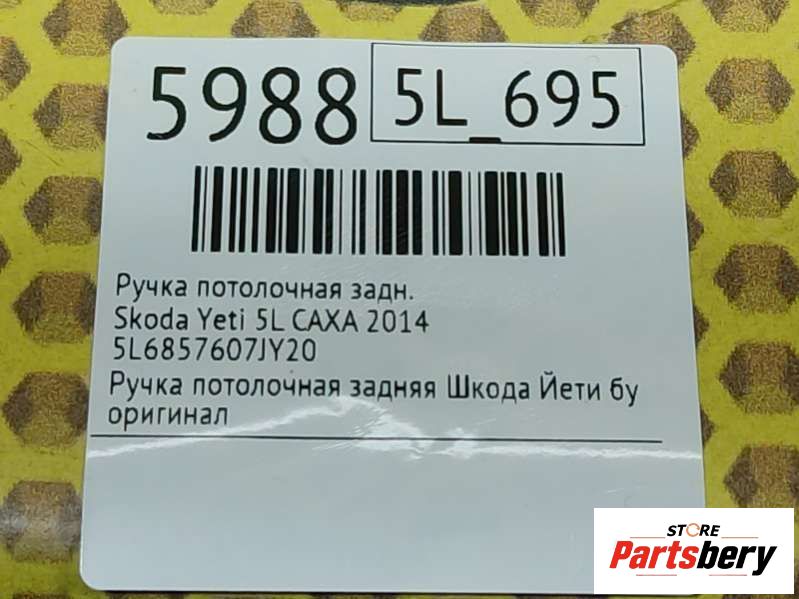 5988 5L_695
Ручка потолочная задн.
Skoda Yeti 5L CAXA 2014
5L6857607JY20
Ручка потолочная задняя Шкода Йети бу
оригинал
STORE
Partsbery